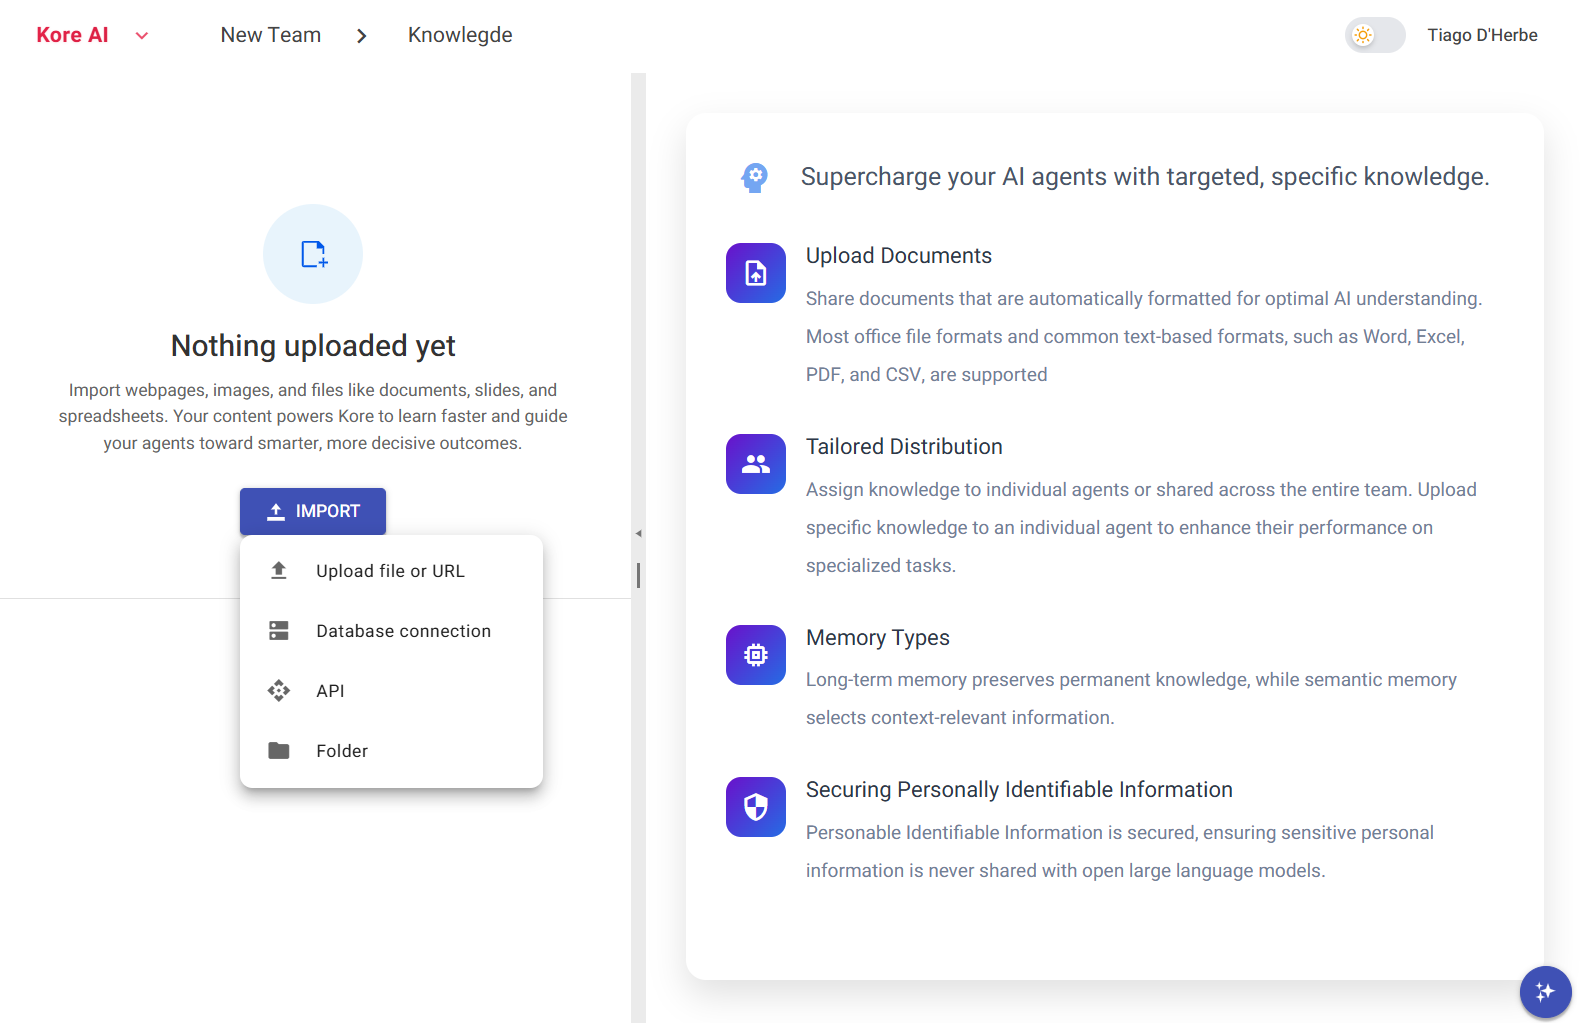 Kore AI
New Team
Knowlegde
Tiago D'Herbe
Nothing uploaded yet
Import webpages, images, and files like documents, slides, and
spreadsheets. Your content powers Kore to learn faster and guide
your agents toward smarter, more decisive outcomes.
IMPORT
Upload file or URL
Database connection
API
Folder
Supercharge your AI agents with targeted, specific knowledge.
Upload Documents
Share documents that are automatically formatted for optimal AI understanding.
Most office file formats and common text-based formats, such as Word, Excel,
PDF, and CSV, are supported
Tailored Distribution
Assign knowledge to individual agents or shared across the entire team. Upload
specific knowledge to an individual agent to enhance their performance on
specialized tasks.
Memory Types
Long-term memory preserves permanent knowledge, while semantic memory
selects context-relevant information.
Securing Personally Identifiable Information
Personable Identifiable Information is secured, ensuring sensitive personal
information is never shared with open large language models.